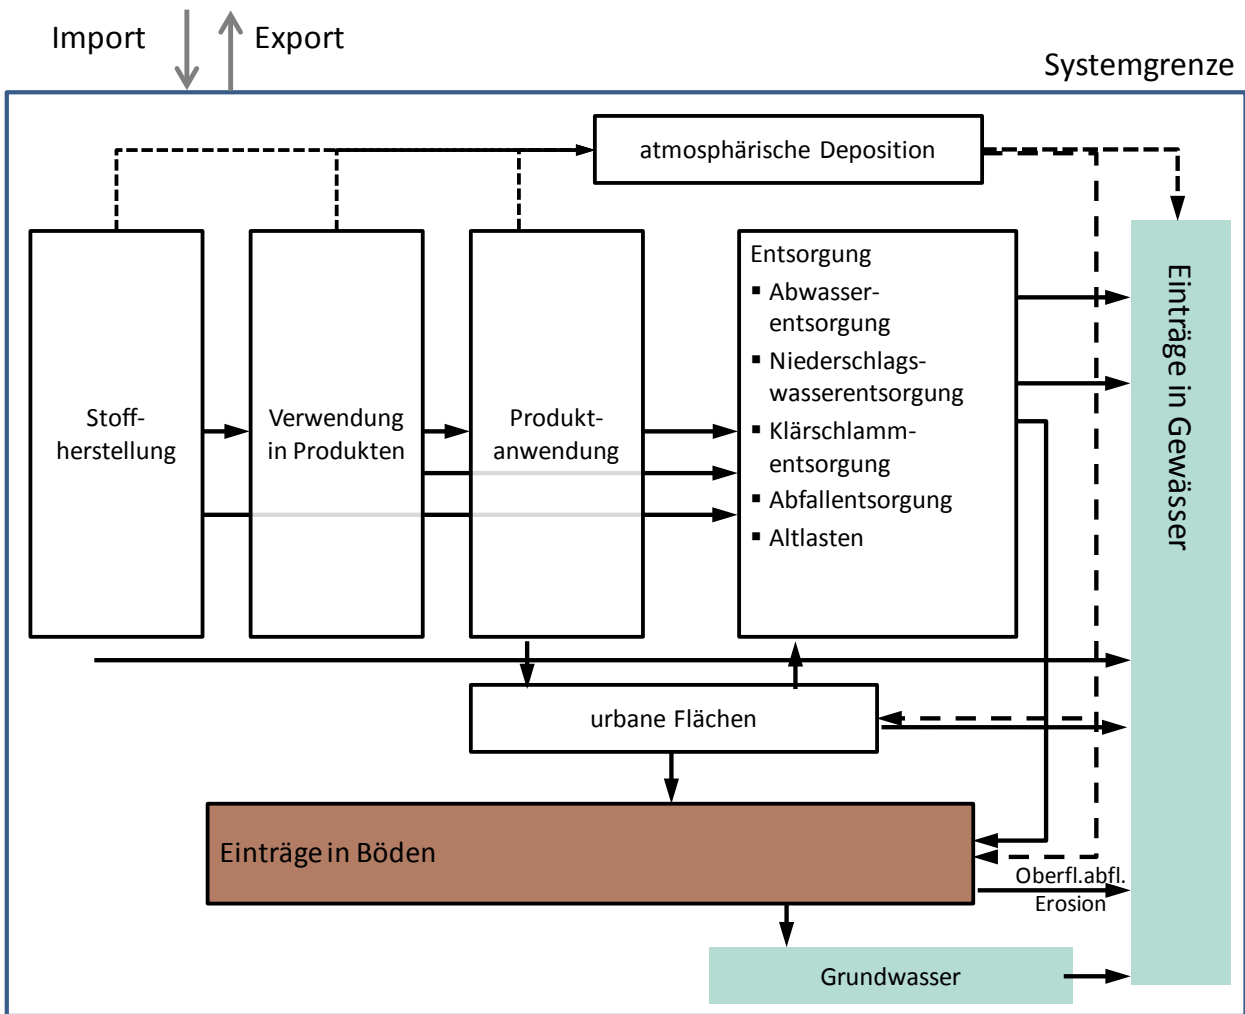 Import
Export
Systemgrenze
atmosphärische Deposition
Stoff-
herstellung
Verwendung
in Produkten
Produkt-
anwendung
Entsorgung
▪ Abwasser-
entsorgung
▪ Niederschlags-
wasserentsorgung
▪ Klärschlamm-
entsorgung
▪ Abfallentsorgung
▪ Altlasten
Einträge in Gewässer
urbane Flächen
Einträge in Böden
Oberfl.abfl.
Erosion
Grundwasser